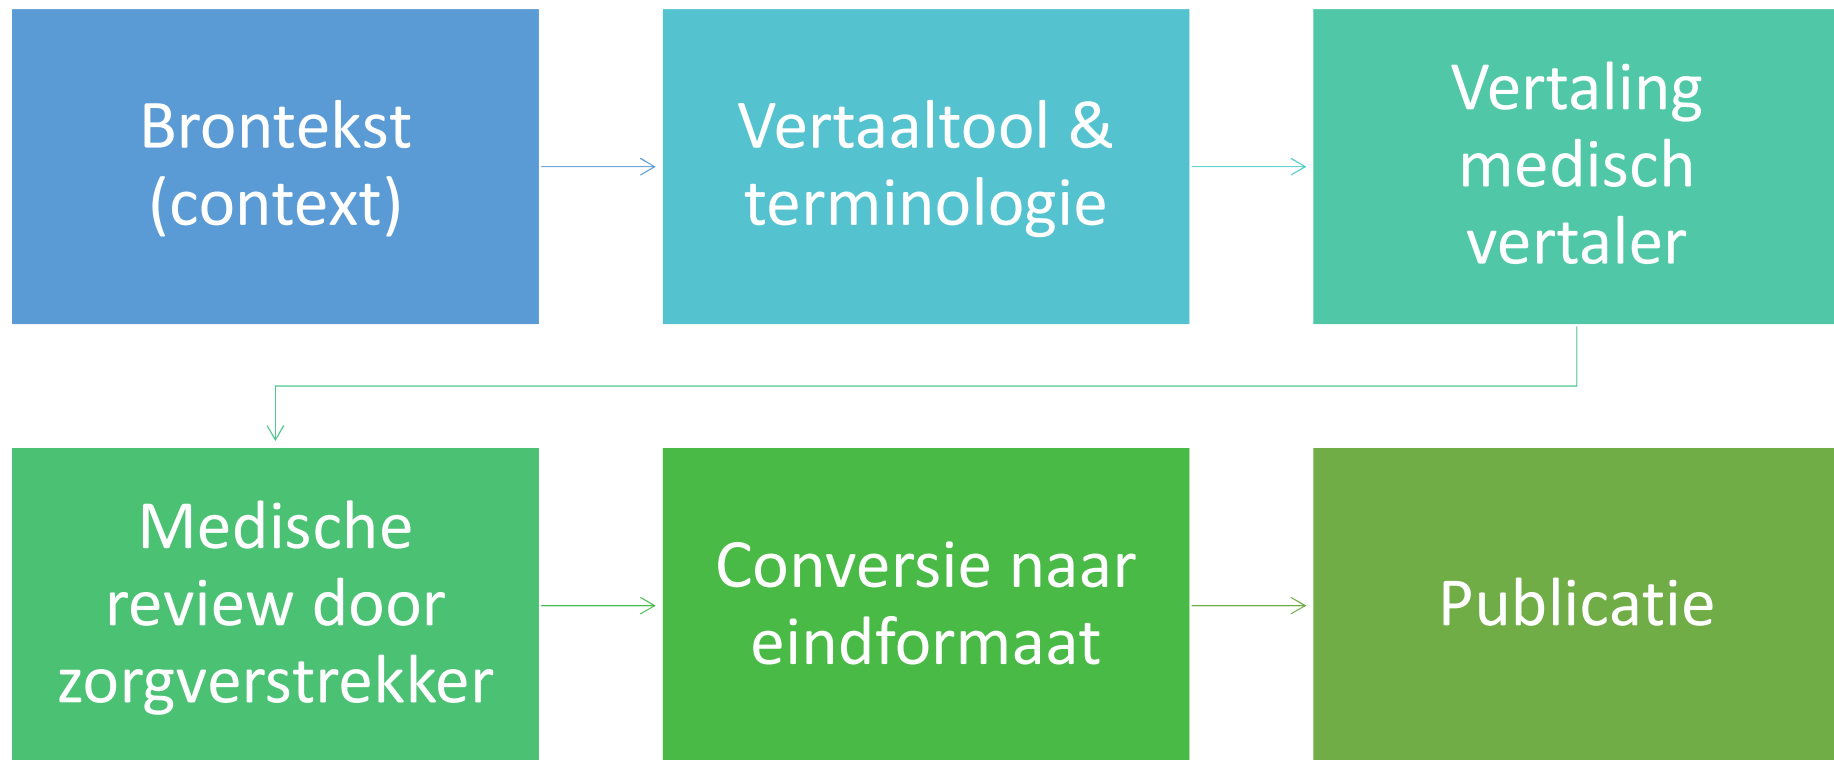 Brontekst
(context)
Vertaaltool &
terminologie
Vertaling
medisch
vertaler
Medische
review door
zorgverstrekker
Conversie naar
eindformaat
Publicatie